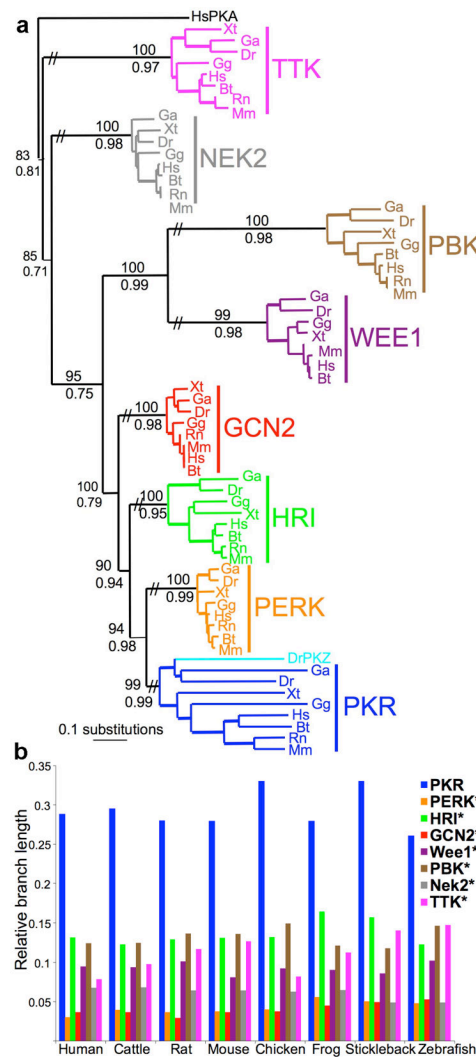 a
HsPKA
Xt
Ga
Dr
Gg
Hs
Bt
Rn
Mm
TTK
100
0.97
Ga
Xt
Dr
Gg
Hs
Bt
Rn
Mm
NEK2
100
0.98
83
0.81
Ga
Dr
Xt
Gg
Bt
Hs
Rn
Mm
PBK
100
0.98
85
0.71
100
0.99
Ga
Dr
Gg
Xt
Mm
Hs
Bt
WEE1
99
0.98
95
0.75
Xt
Ga
Dr
Gg
Rn
Mm
Hs
Bt
GCN2
100
0.98
100
0.79
Ga
Dr
Gg
Xt
Hs
Bt
Rn
Mm
HRI
100
0.95
90
0.94
Ga
Dr
Xt
Gg
Hs
Rn
Bt
Mm
PERK
100
0.99
94
0.98
DrPKZ
Ga
Dr
Xt
Gg
Hs
Bt
Rn
Mm
PKR
99
0.99
0.1 substitutions
b
Relative branch length
0.35
0.3
0.25
0.2
0.15
0.1
0.05
PKR
PERK*
HRI*
GCN2*
Wee1*
PBK*
Nek2*
TTK*
Human Cattle Rat Mouse Chicken Frog Stickleback Zebrafish